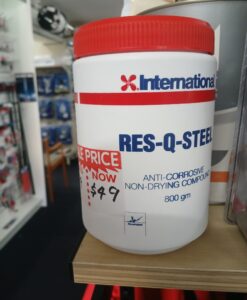 International
RES-Q-STEEL
PRICE
NOW
$49
ANTI-CORROSIVE
NON-DRYING COMPOUND
800 gm